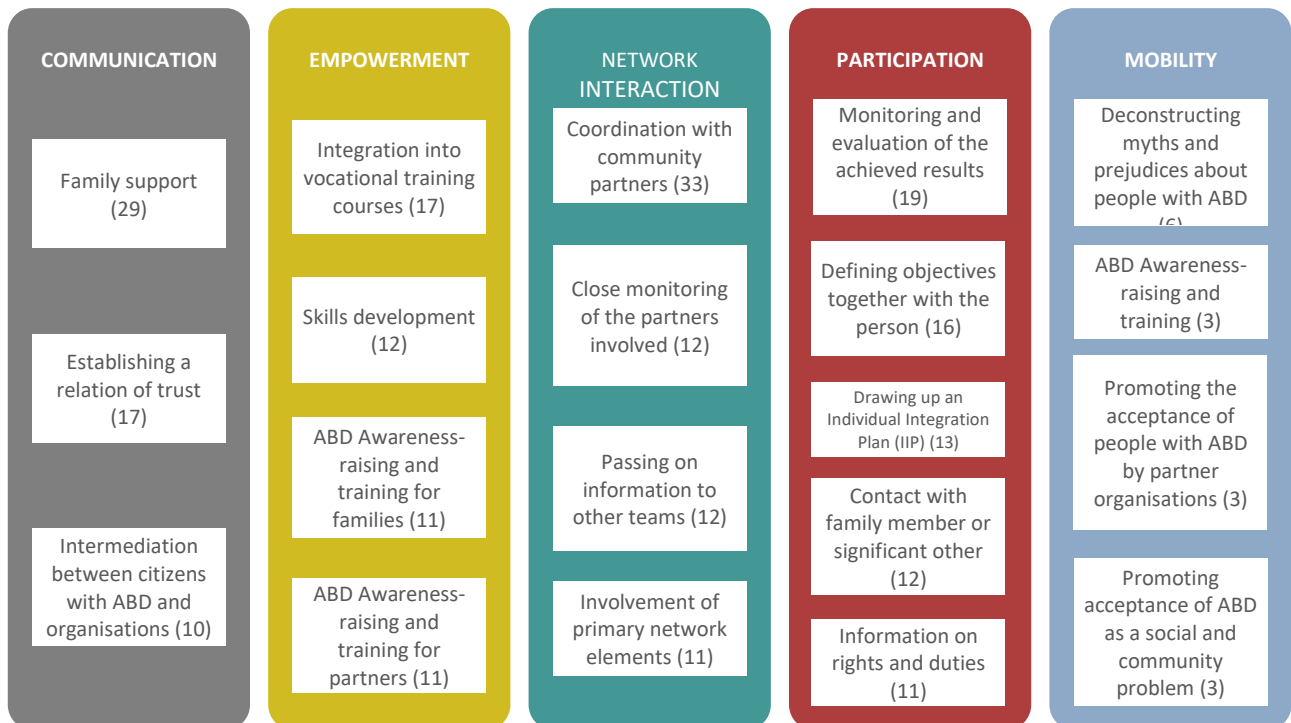 COMMUNICATION
Family support
(29)
Establishing a
relation of trust
(17)
Intermediation
between citizens
with ABD and
organisations (10)
EMPOWERMENT
Integration into
vocational training
courses (17)
Skills development
(12)
ABD Awareness-
raising and
training for
families (11)
ABD Awareness-
raising and
training for
partners (11)
NETWORK
INTERACTION
Coordination with
community
partners (33)
Close monitoring
of the partners
involved (12)
Passing on
information to
other teams (12)
Involvement of
primary network
elements (11)
PARTICIPATION
Monitoring and
evaluation of the
achieved results
(19)
Defining objectives
together with the
person (16)
Drawing up an
Individual Integration
Plan (IIP) (13)
Contact with
family member or
significant other
(12)
Information on
rights and duties
(11)
MOBILITY
Deconstructing
myths and
prejudices about
people with ABD
(6)
ABD Awareness-
raising and
training (3)
Promoting the
acceptance of
people with ABD
by partner
organisations (3)
Promoting
acceptance of ABD
as a social and
community
problem (3)